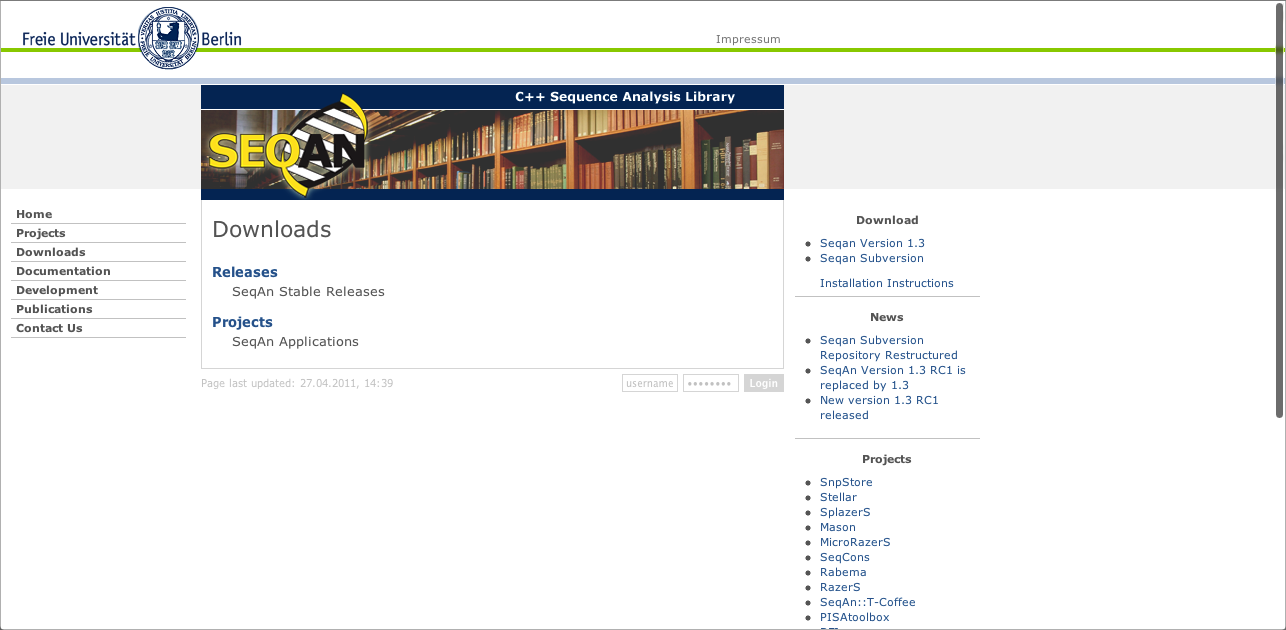 Freie Universität Berlin
Impressum
C++ Sequence Analysis Library
SEQAN
Home
Projects
Downloads
Documentation
Development
Publications
Contact Us
Downloads
Releases
SeqAn Stable Releases
Projects
SeqAn Applications
Page last updated: 27.04.2011, 14:39
username
••••••••
Login
Download
Seqan Version 1.3
Seqan Subversion
Installation Instructions
News
Seqan Subversion
Repository Restructured
SeqAn Version 1.3 RC1 is
replaced by 1.3
New version 1.3 RC1
released
Projects
SnpStore
Stellar
SplazerS
Mason
MicroRazerS
SeqCons
Rabema
RazerS
SeqAn::T-Coffee
PISAtoolbox